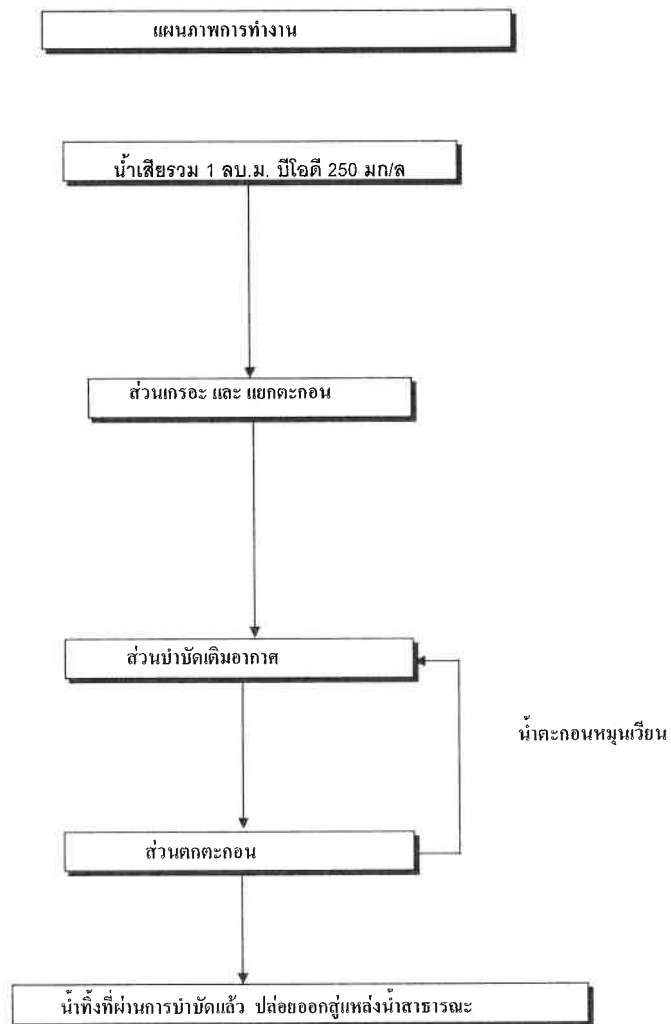 แผนภาพการทำงาน
น้ำเสียรวม 1 ลบ.ม. บีโอดี 250 มก/ล
ส่วนเกรอะ และ แยกตะกอน
ส่วนบำบัดเติมอากาศ
น้ำตะกอนหมุนเวียน
ส่วนตกตะกอน
น้ำทิ้งที่ผ่านการบำบัดแล้ว ปล่อยออกสู่แหล่งน้ำสาธารณะ